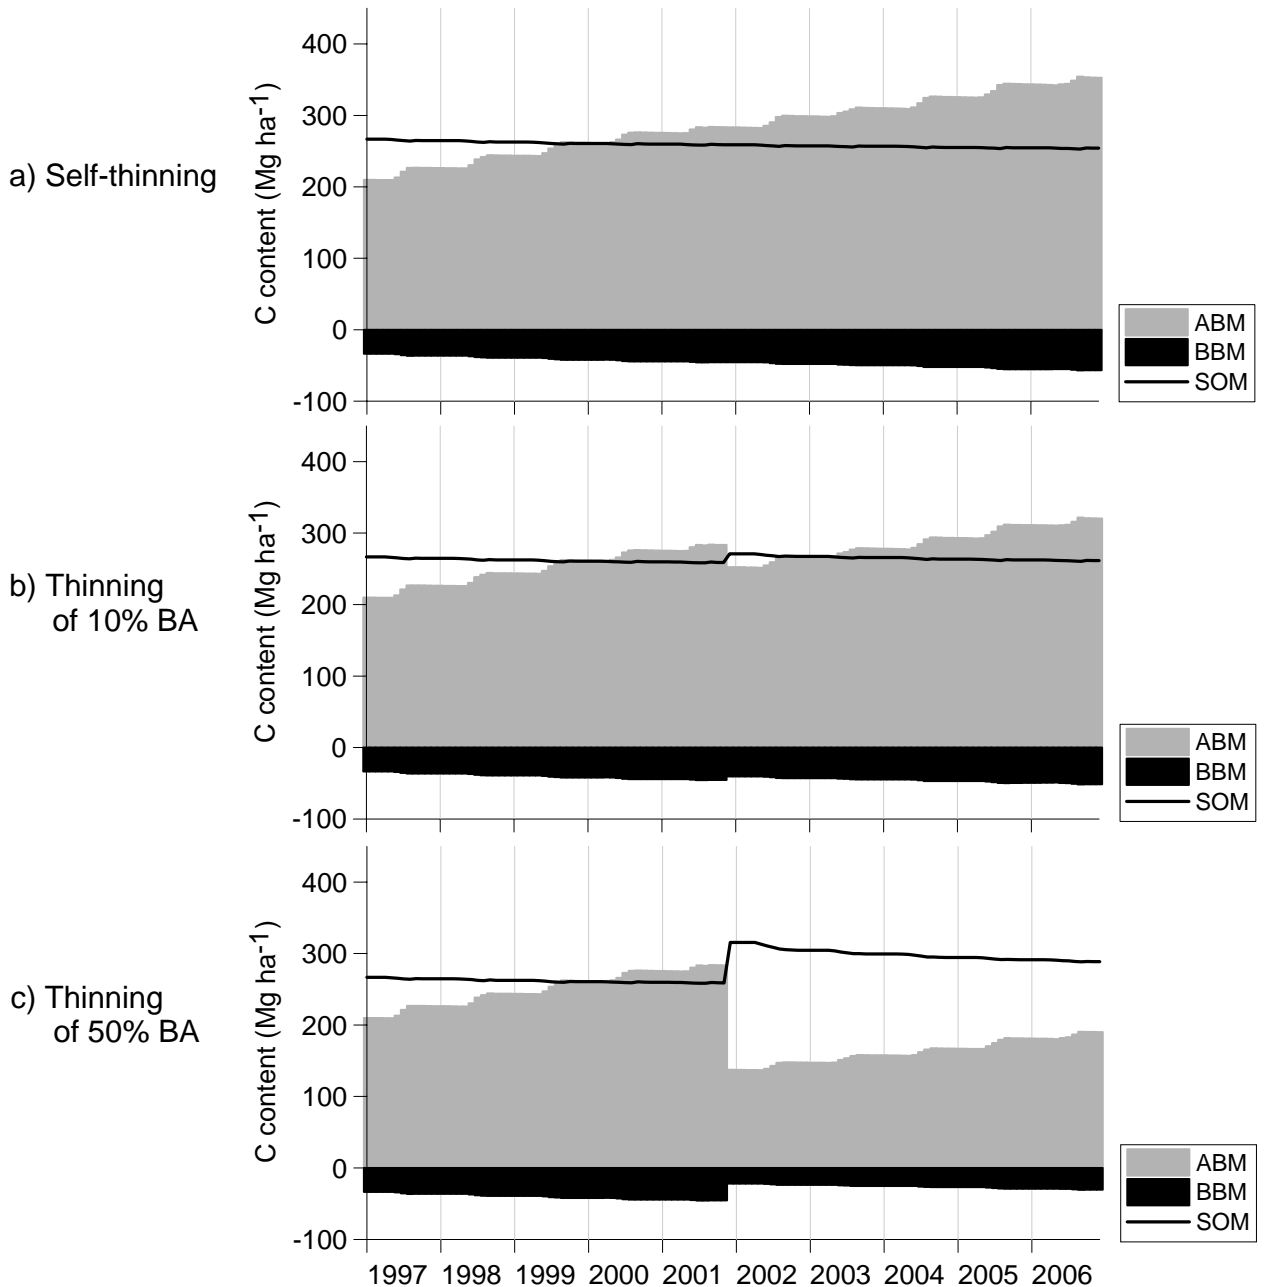 400
300
200
100
0
-100
C content (Mg ha-1)
a) Self-thinning
ABM
BBM
SOM
400
300
200
100
0
-100
C content (Mg ha-1)
b) Thinning
of 10% BA
ABM
BBM
SOM
400
300
200
100
0
-100
C content (Mg ha-1)
c) Thinning
of 50% BA
ABM
BBM
SOM
1997 1998 1999 2000 2001 2002 2003 2004 2005 2006